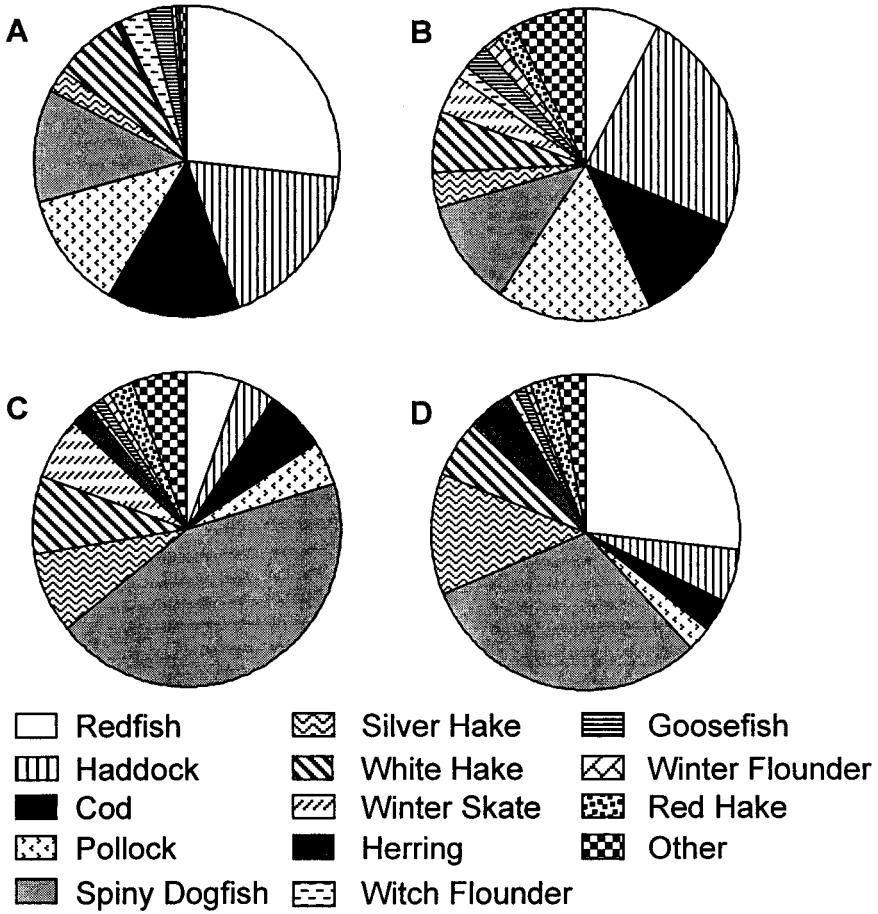 A
B
C
D
Redfish
Haddock
Cod
Pollock
Spiny Dogfish
Silver Hake
White Hake
Winter Skate
Herring
Witch Flounder
Goosefish
Winter Flounder
Red Hake
Other